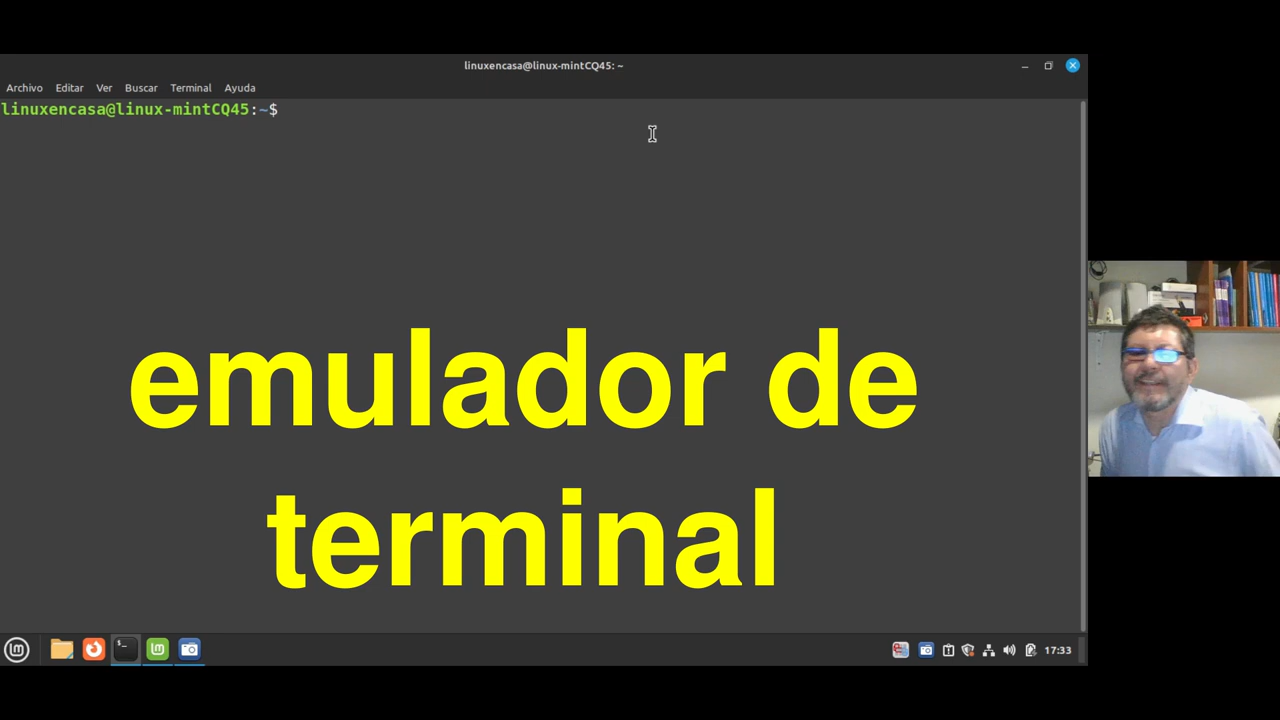 linuxencasa@linux-mintCQ45: ~
Archivo Editar Ver Buscar Terminal Ayuda
linuxencasa@linux-mintCQ45:~$
emulador de
terminal
17:33